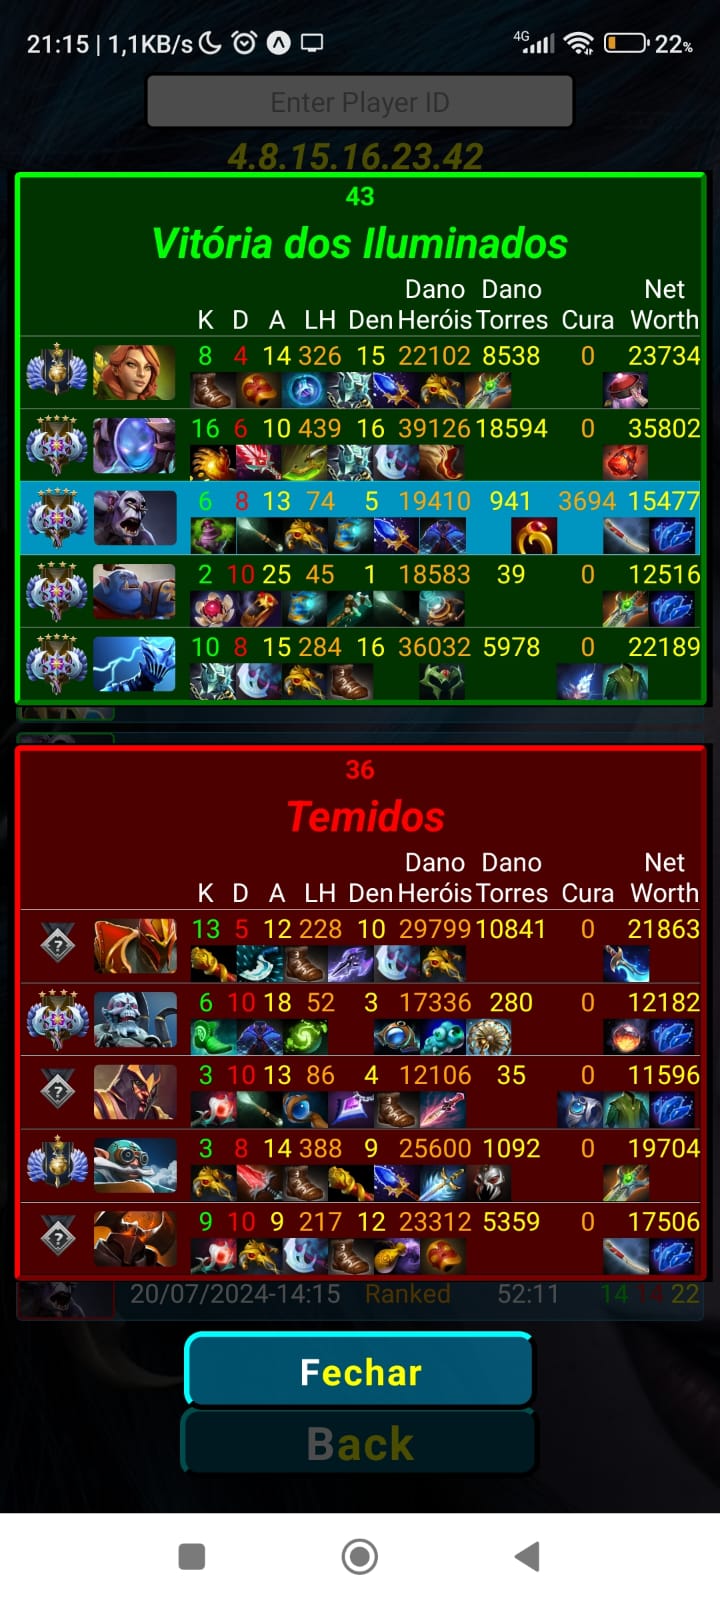 21:15 | 1,1KB/s 4G 22%
Enter Player ID
4.8.15.16.23.42
43
Vitória dos Iluminados
Dano Dano Net
K D A LH Den Heróis Torres Cura Worth
8 4 14 326 15 22102 8538 0 23734
16 6 10 439 16 39126 18594 0 35802
6 8 13 74 5 19410 941 3694 15477
2 10 25 45 1 18583 39 0 12516
10 8 15 284 16 36032 5978 0 22189
36
Temidos
Dano Dano Net
K D A LH Den Heróis Torres Cura Worth
13 5 12 228 10 29799 10841 0 21863
6 10 18 52 3 17336 280 0 12182
3 10 13 86 4 12106 35 0 11596
3 8 14 388 9 25600 1092 0 19704
9 10 9 217 12 23312 5359 0 17506
20/07/2024-14:15 Ranked 52:11 14 14 22
Fechar
Back